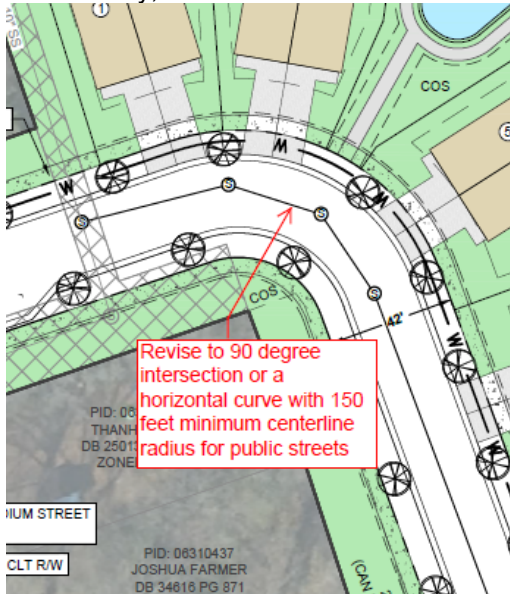 10" SS
1
COS
5
W
W
W
W
W
S
S
S
S
COS
42'
Revise to 90 degree
intersection or a
horizontal curve with 150
feet minimum centerline
radius for public streets
PID: 06
THANH
DB 25013
ZONE
DIUM STREET
CLT R/W
PID: 06310437
JOSHUA FARMER
DB 34616 PG 871
(CAN